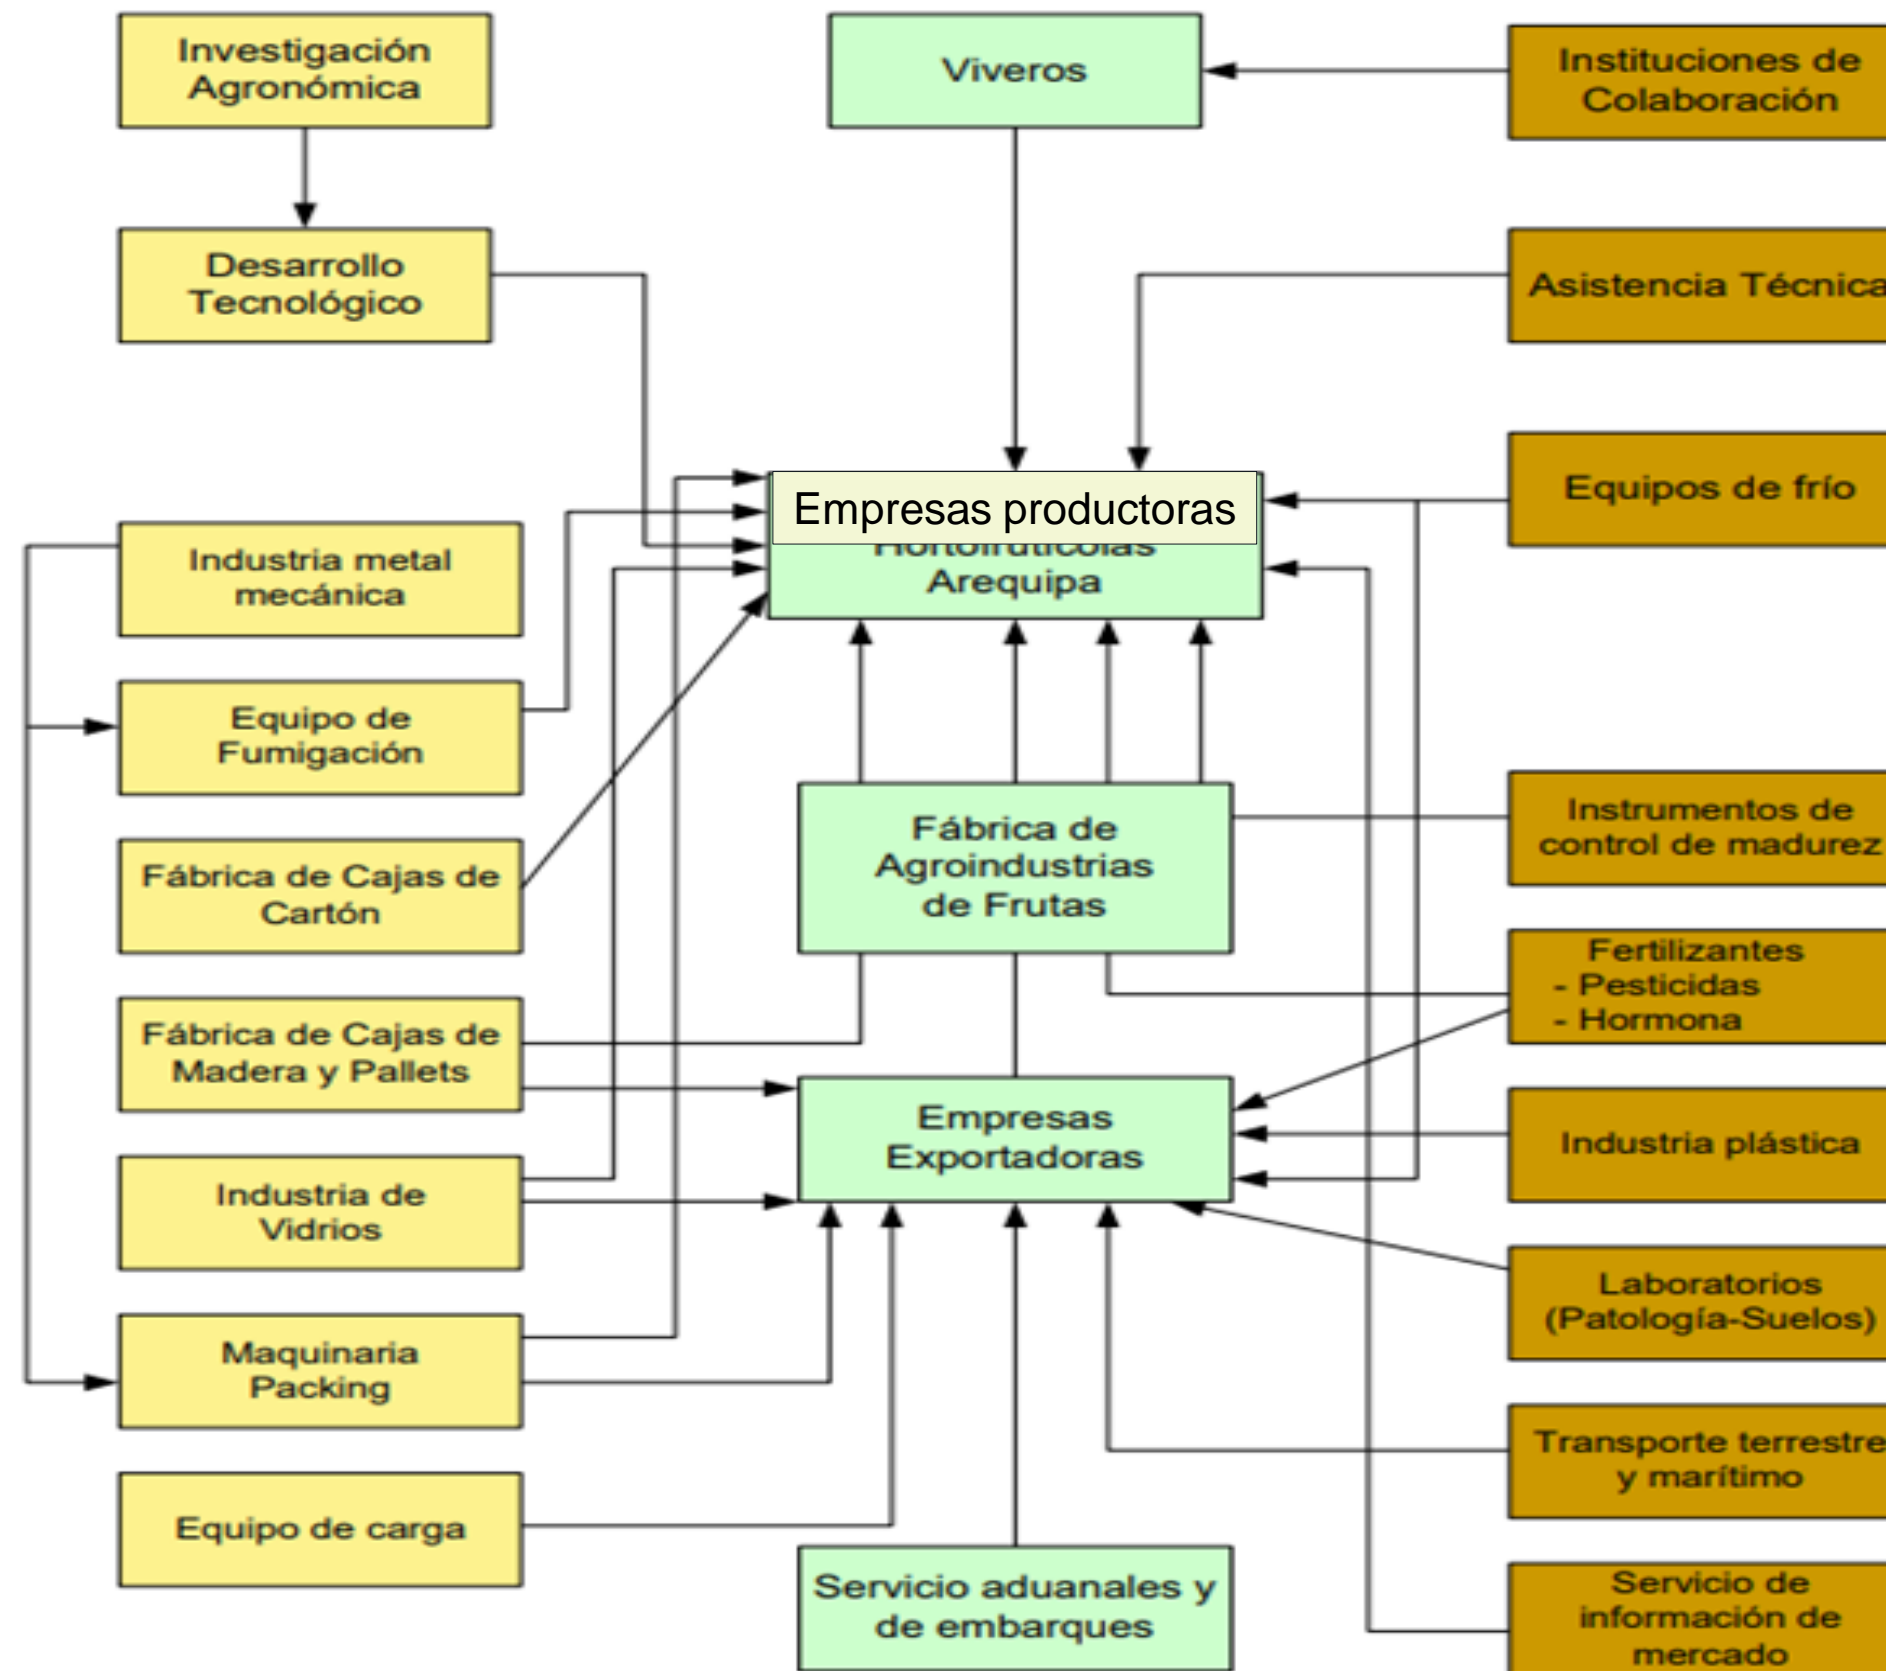 Investigación
Agronómica
Viveros
Instituciones de
Colaboración
Desarrollo
Tecnológico
Asistencia Técnica
Equipos de frío
Empresas productoras
Arequipa
Industria metal
mecánica
Equipo de
Fumigación
Fábrica de Cajas de
Cartón
Fábrica de Cajas de
Madera y Pallets
Industria de
Vidrios
Maquinaria
Packing
Equipo de carga
Fábrica de
Agroindustrias
de Frutas
Empresas
Exportadoras
Servicio aduanales y
de embarques
Instrumentos de
control de madurez
Fertilizantes
- Pesticidas
- Hormona
Industria plástica
Laboratorios
(Patología-Suelos)
Transporte terrestre
y marítimo
Servicio de
información de
mercado